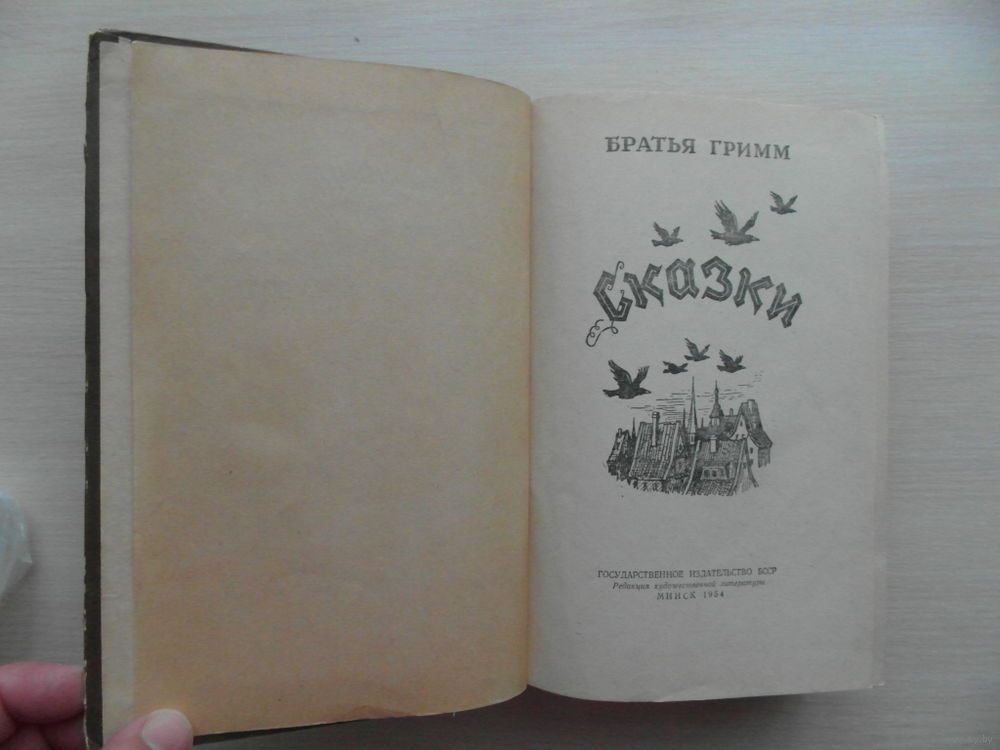 БРАТЬЯ ГРИММ
Сказки
ГОСУДАРСТВЕННОЕ ИЗДАТЕЛЬСТВО БССР
Редакция художественной литературы
МИНСК 1954